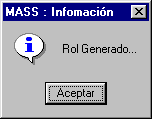 MASS : Infomación
Rol Generado...
Aceptar